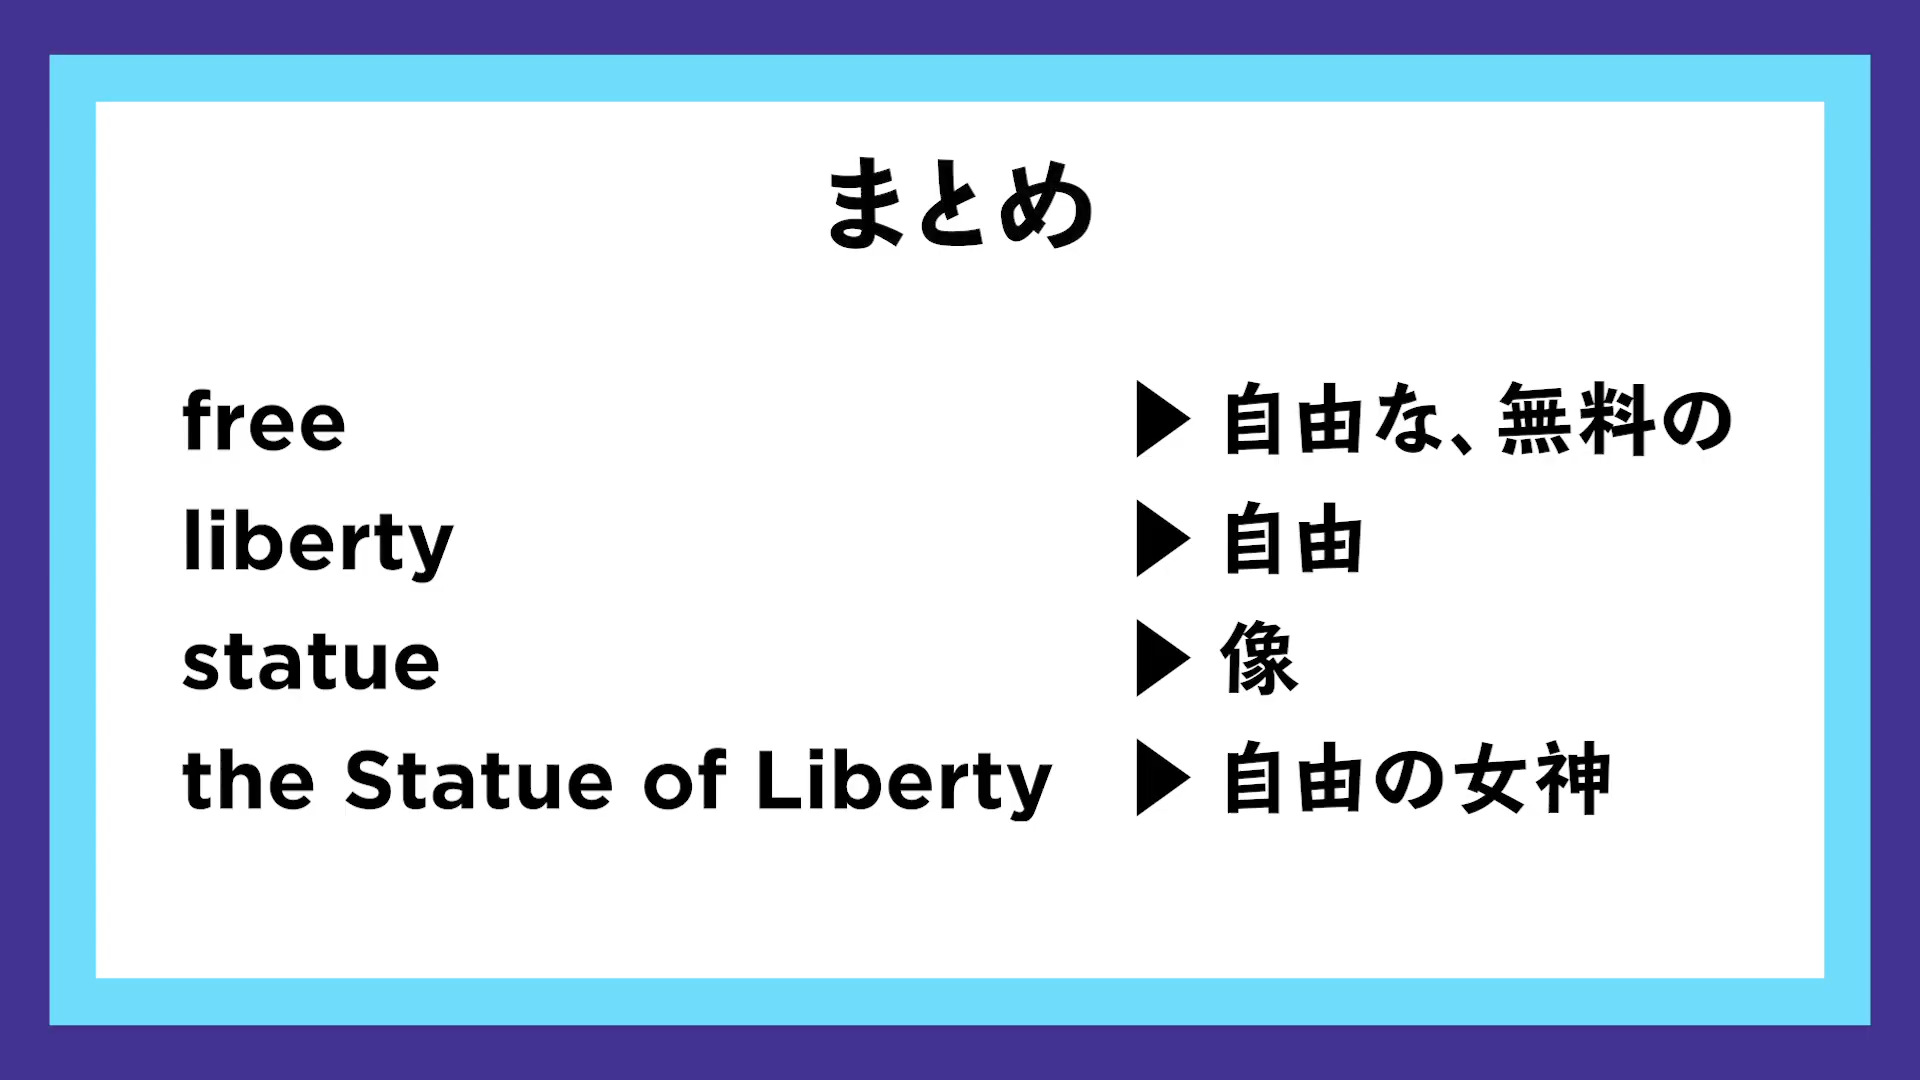 まとめ
free ▶ 自由な、無料の
liberty ▶ 自由
statue ▶ 像
the Statue of Liberty ▶ 自由の女神